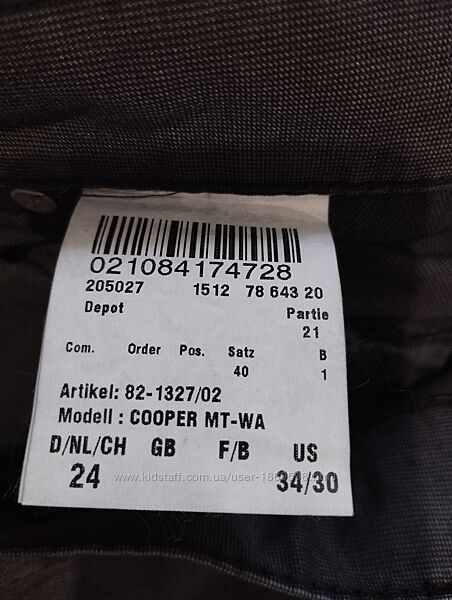 021084174728
205027 1512 78 643 20
Depot Partie
21
Com. Order Pos. Satz B
40 1
Artikel: 82-1327/02
Modell : COOPER MT-WA
D/NL/CH GB F/B US
24 34/30